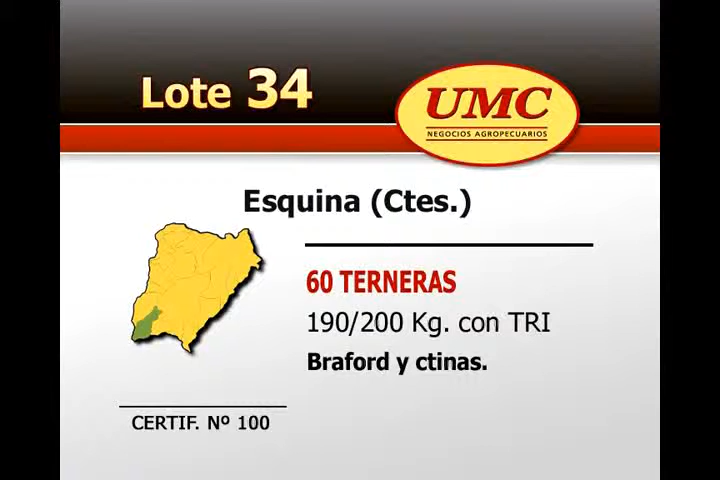 Lote 34
UMC
NEGOCIOS AGROPECUARIOS
Esquina (Ctes.)
60 TERNERAS
190/200 Kg. con TRI
Braford y ctinas.
CERTIF. Nº 100